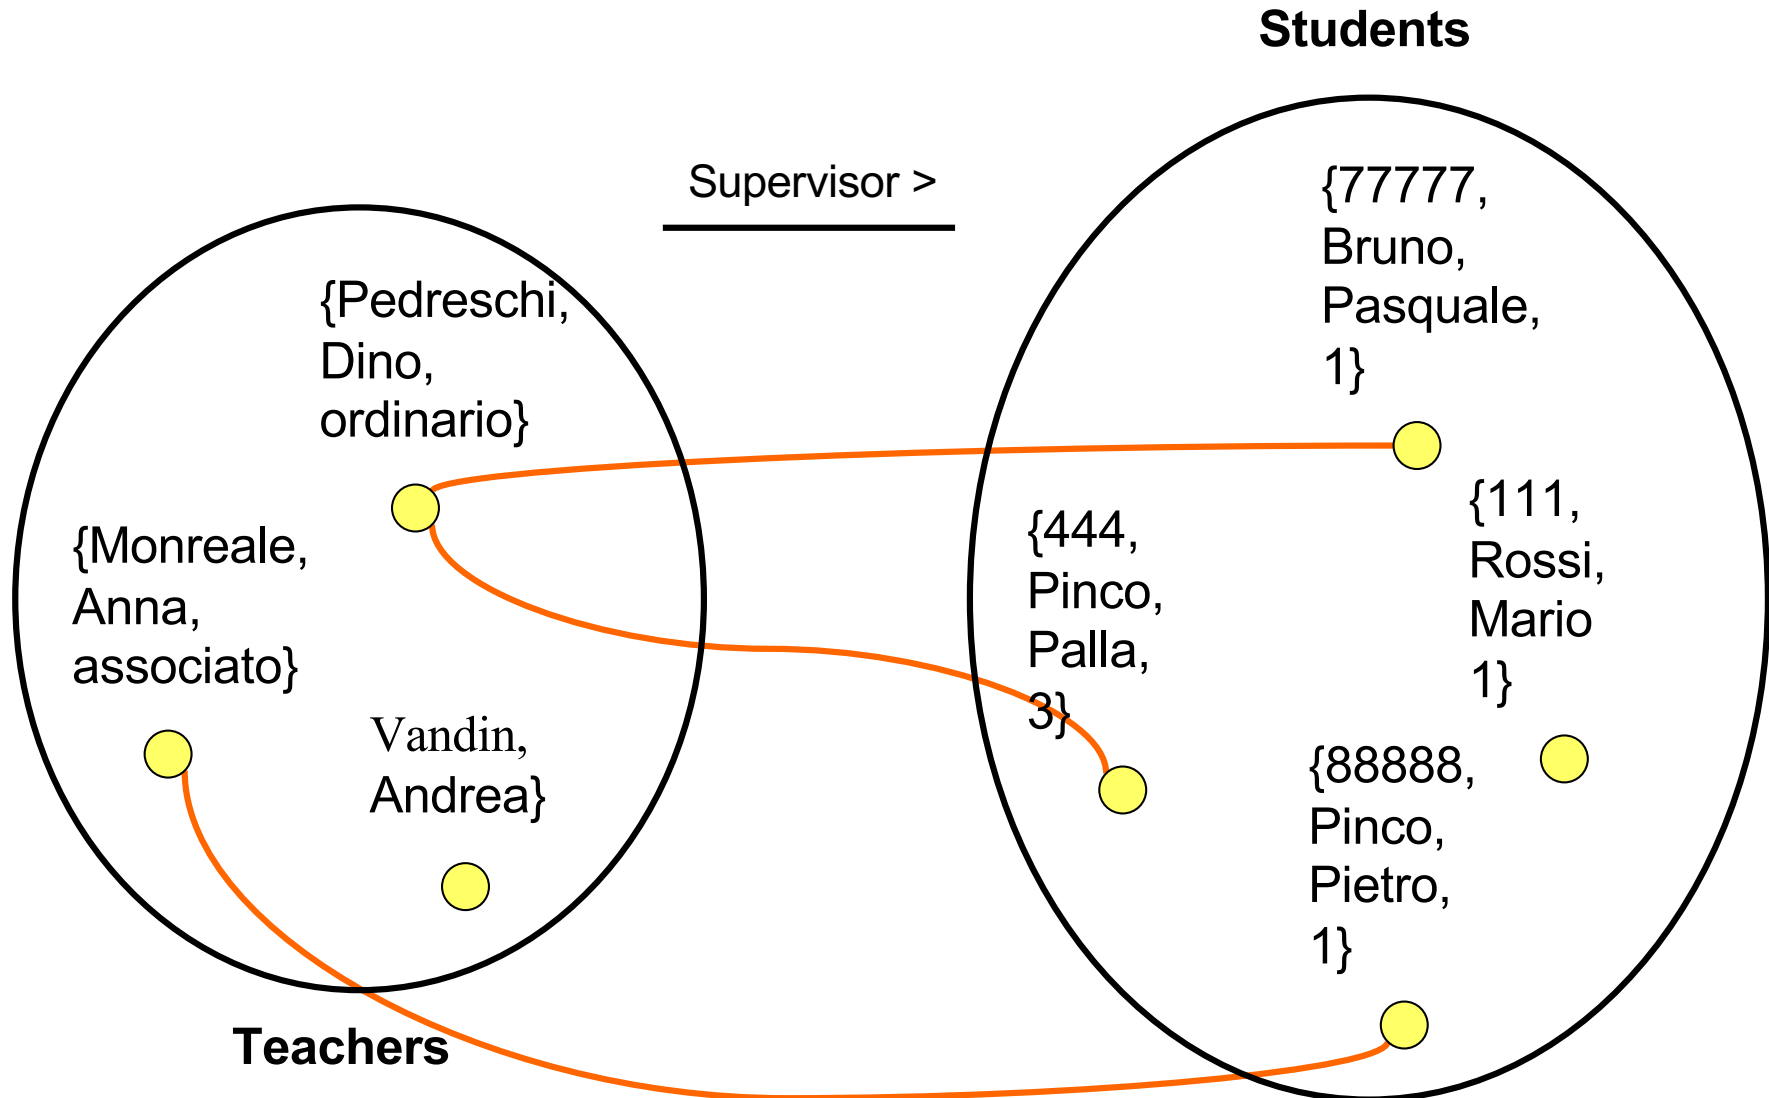 Students
Supervisor >
{77777,
Bruno,
Pasquale,
1}
{Pedreschi,
Dino,
ordinario}
{Monreale,
Anna,
associato}
{444,
Pinco,
Palla,
3}
{111,
Rossi,
Mario
1}
Vandin,
Andrea}
{88888,
Pinco,
Pietro,
1}
Teachers